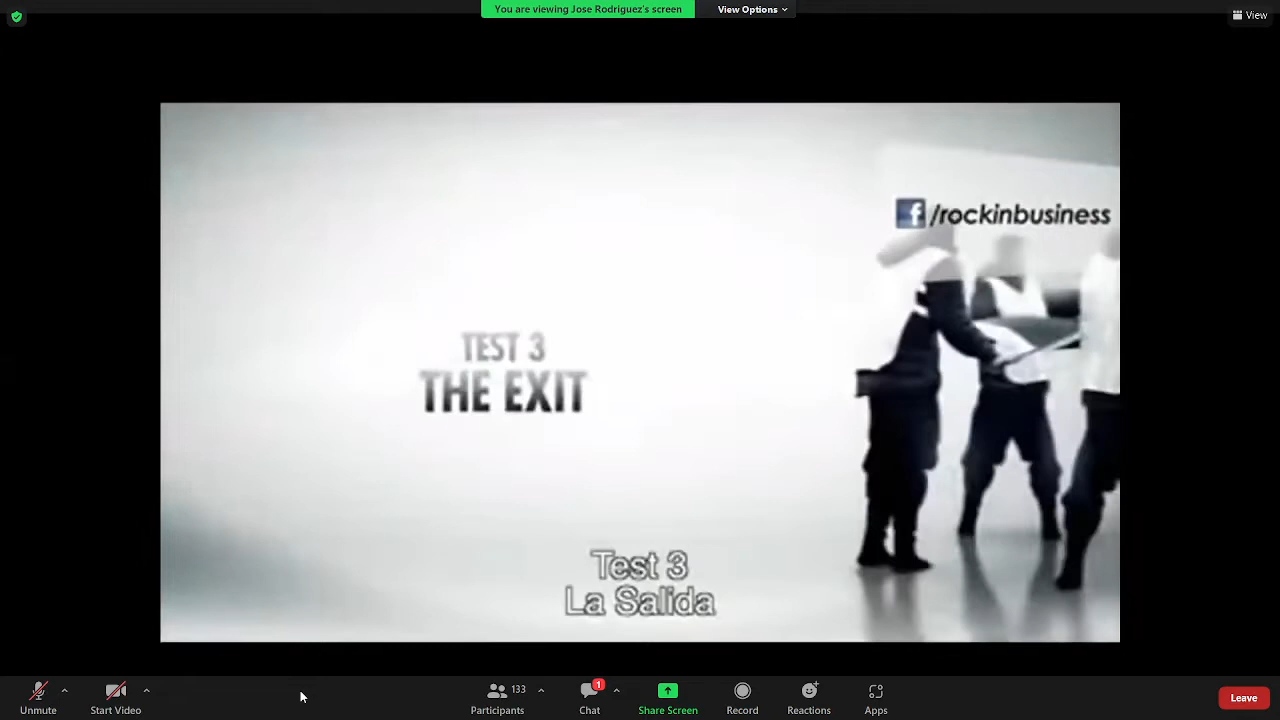 You are viewing Jose Rodriguez's screen
View Options
View
/rockinbusiness
TEST 3
THE EXIT
Test 3
La Salida
Unmute
Start Video
133
Participants
1
Chat
Share Screen
Record
Reactions
Apps
Leave